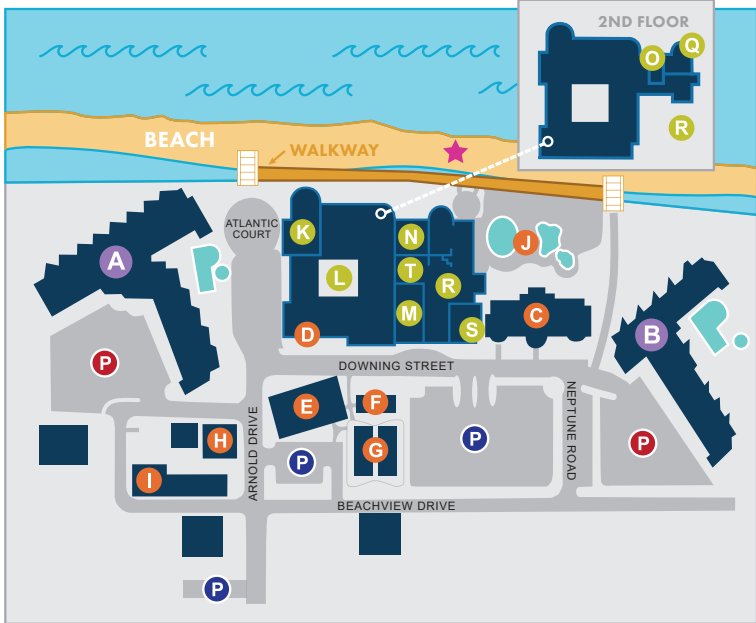 2ND FLOOR
O
Q
R
BEACH
WALKWAY
ATLANTIC
COURT
K
N
A
J
T
L
R
M
C
D
S
B
P
DOWNING STREET
E
F
H
G
P
P
P
I
ARNOLD DRIVE
NEPTUNE ROAD
BEACHVIEW DRIVE
P